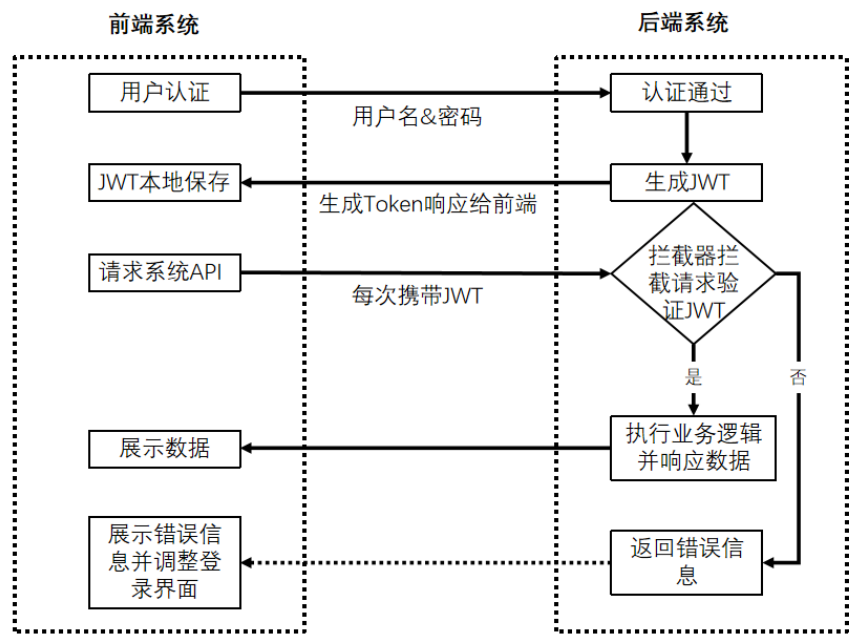 前端系统
后端系统
用户认证
用户名&密码
认证通过
JWT本地保存
生成Token响应给前端
生成JWT
请求系统API
每次携带JWT
拦截器拦
截请求验
证JWT
是
否
展示数据
执行业务逻辑
并响应数据
展示错误信
息并调整登
录界面
返回错误信
息